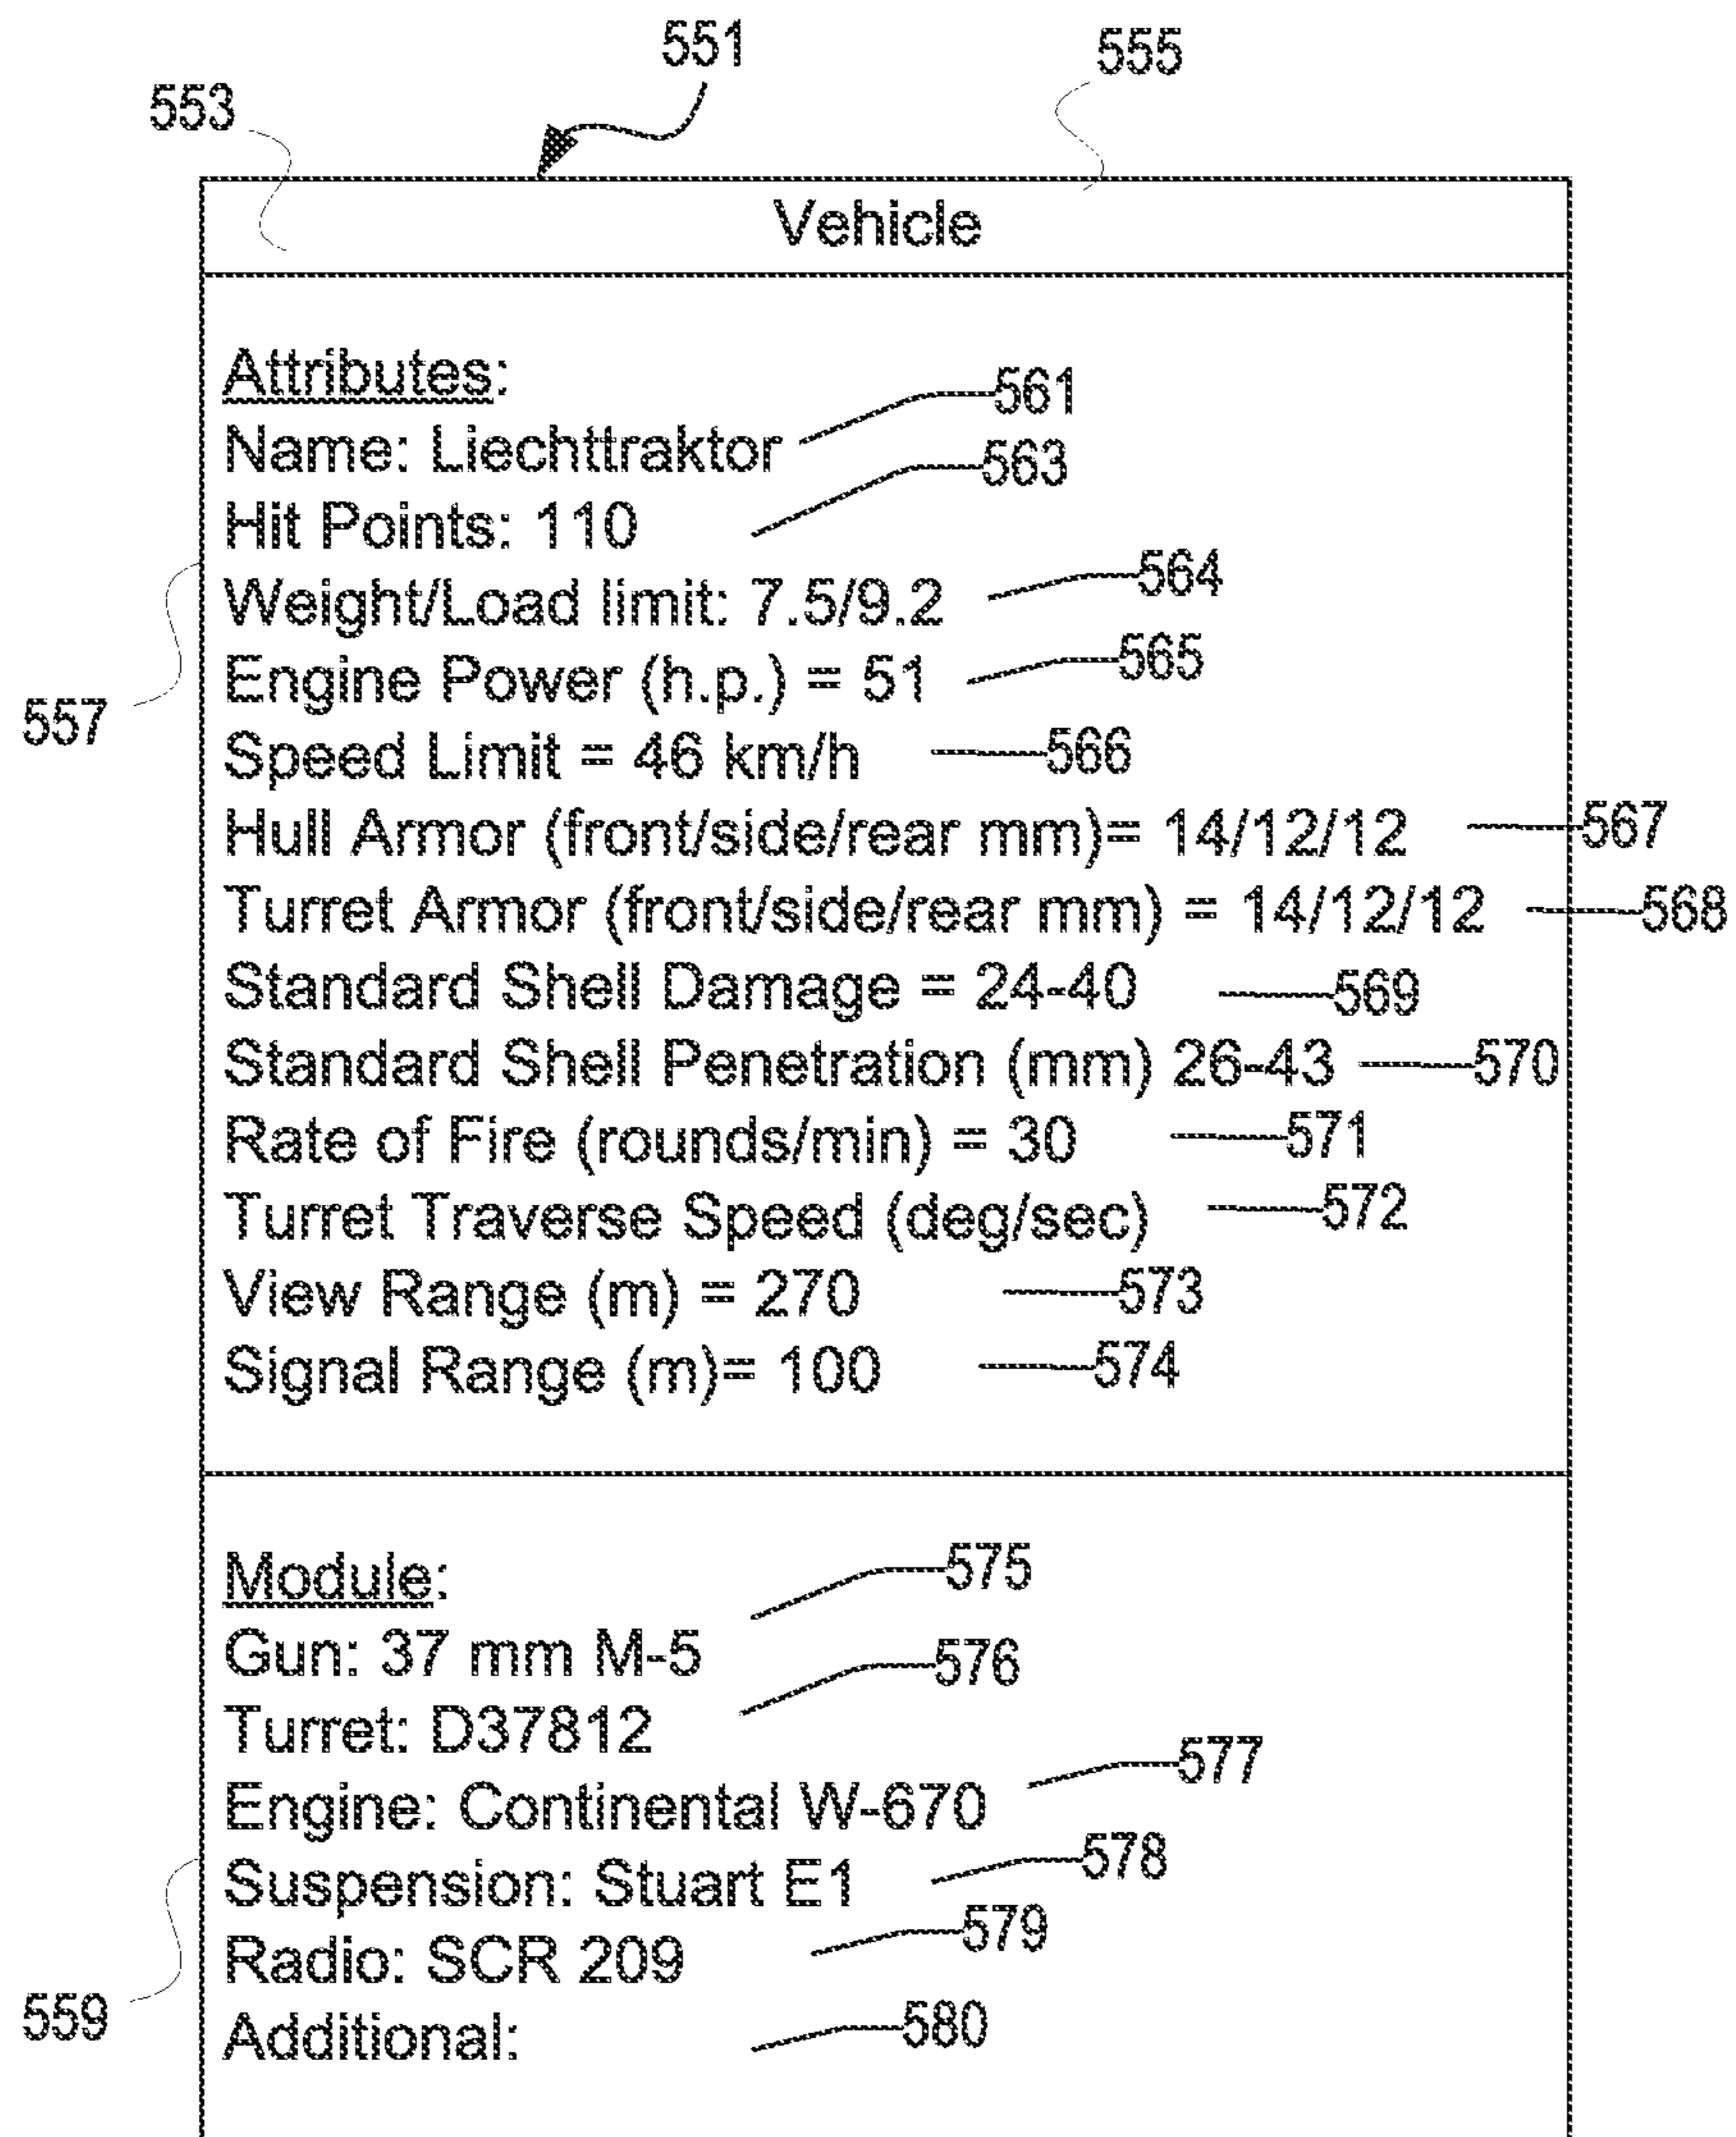 551
555
553
Vehicle
Attributes:
561
Name: Liechttraktor
563
Hit Points: 110
564
Weight/Load limit: 7.5/9.2
565
Engine Power (h.p.) = 51
557
Speed Limit = 46 km/h 566
Hull Armor (front/side/rear mm)= 14/12/12 567
Turret Armor (front/side/rear mm) = 14/12/12 568
Standard Shell Damage = 24-40 569
Standard Shell Penetration (mm) 26-43 570
Rate of Fire (rounds/min) = 30 571
Turret Traverse Speed (deg/sec) 572
View Range (m) = 270 573
Signal Range (m)= 100 574
Module: 575
Gun: 37 mm M-5 576
Turret: D37812
577
Engine: Continental W-670
578
Suspension: Stuart E1
579
Radio: SCR 209
559
Additional: 580